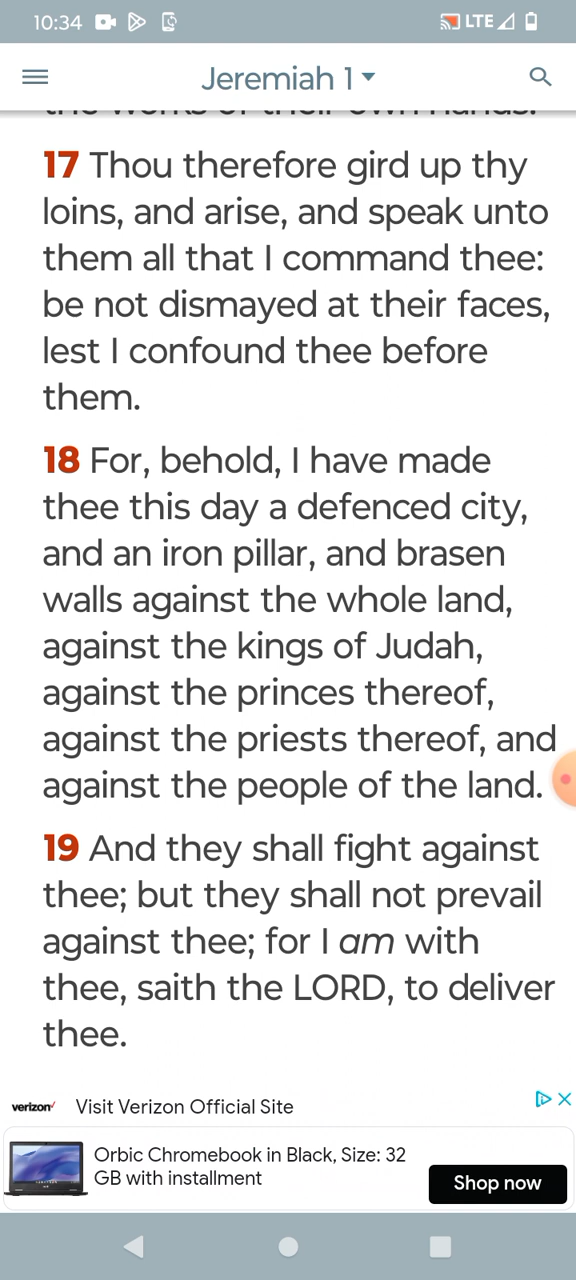 10:34 LTE
Jeremiah 1
the works of their own hands.
17 Thou therefore gird up thy
loins, and arise, and speak unto
them all that I command thee:
be not dismayed at their faces,
lest I confound thee before
them.
18 For, behold, I have made
thee this day a defenced city,
and an iron pillar, and brasen
walls against the whole land,
against the kings of Judah,
against the princes thereof,
against the priests thereof, and
against the people of the land.
19 And they shall fight against
thee; but they shall not prevail
against thee; for I am with
thee, saith the LORD, to deliver
thee.
verizon Visit Verizon Official Site
Orbic Chromebook in Black, Size: 32
GB with installment
Shop now